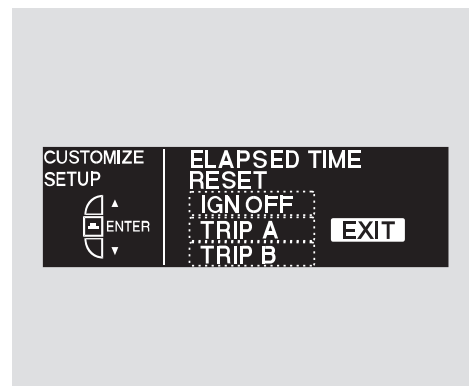 CUSTOMIZE
SETUP
ENTER
ELAPSED TIME
RESET
IGN OFF
TRIP A
EXIT
TRIP B